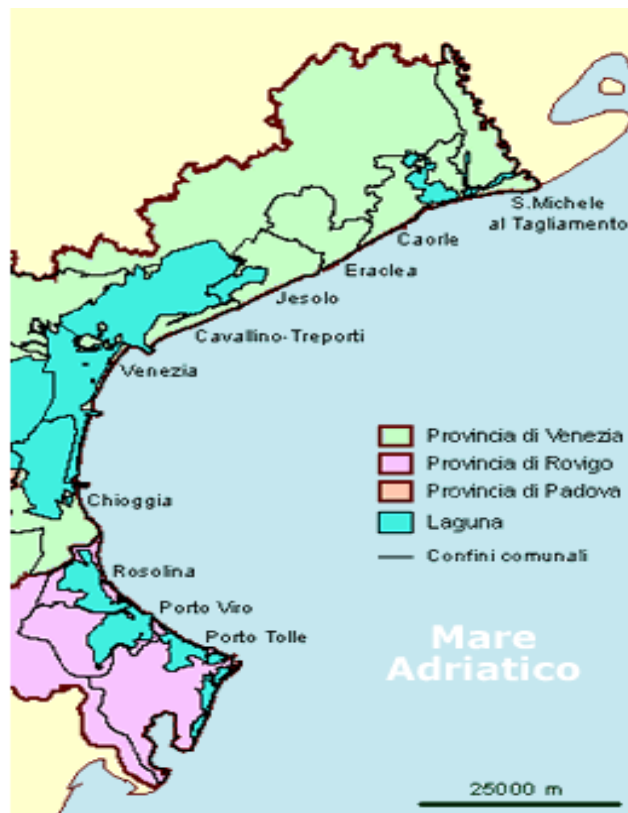 S.Michele
al Tagliamento
Caorle
Eraclea
Jesolo
Cavallino-Treporti
Venezia
Provincia di Venezia
Provincia di Rovigo
Provincia di Padova
Laguna
Confini comunali
Chioggia
Rosolina
Porto Viro
Porto Tolle
Mare
Adriatico
25000 m